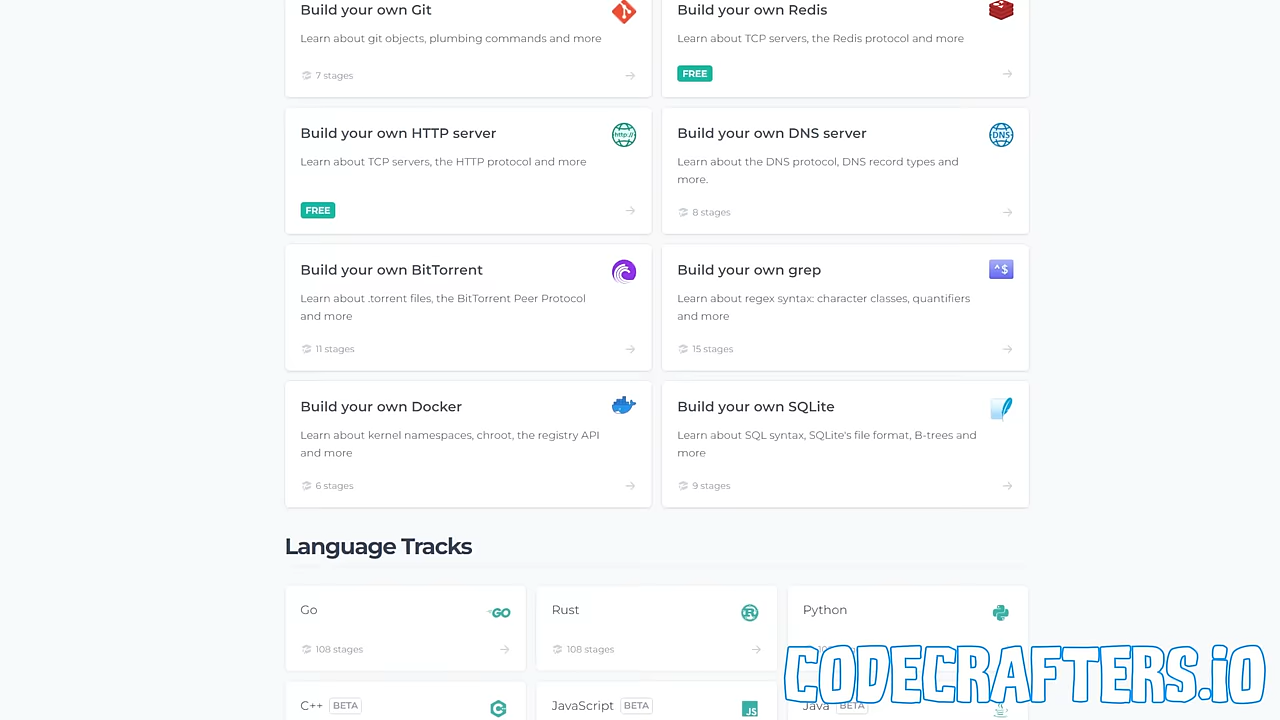 Build your own Git
Learn about git objects, plumbing commands and more
7 stages
Build your own Redis
Learn about TCP servers, the Redis protocol and more
FREE
Build your own HTTP server
http://
Learn about TCP servers, the HTTP protocol and more
FREE
Build your own DNS server
DNS
Learn about the DNS protocol, DNS record types and
more.
8 stages
Build your own BitTorrent
Learn about .torrent files, the BitTorrent Peer Protocol
and more
11 stages
Build your own grep
^$
Learn about regex syntax: character classes, quantifiers
and more
15 stages
Build your own Docker
Learn about kernel namespaces, chroot, the registry API
and more
6 stages
Build your own SQLite
Learn about SQL syntax, SQLite's file format, B-trees and
more
9 stages
Language Tracks
Go
GO
108 stages
Rust
R
108 stages
Python
C++ BETA
C
JavaScript BETA
JS
Java BETA
CODECRAFTERS.iO